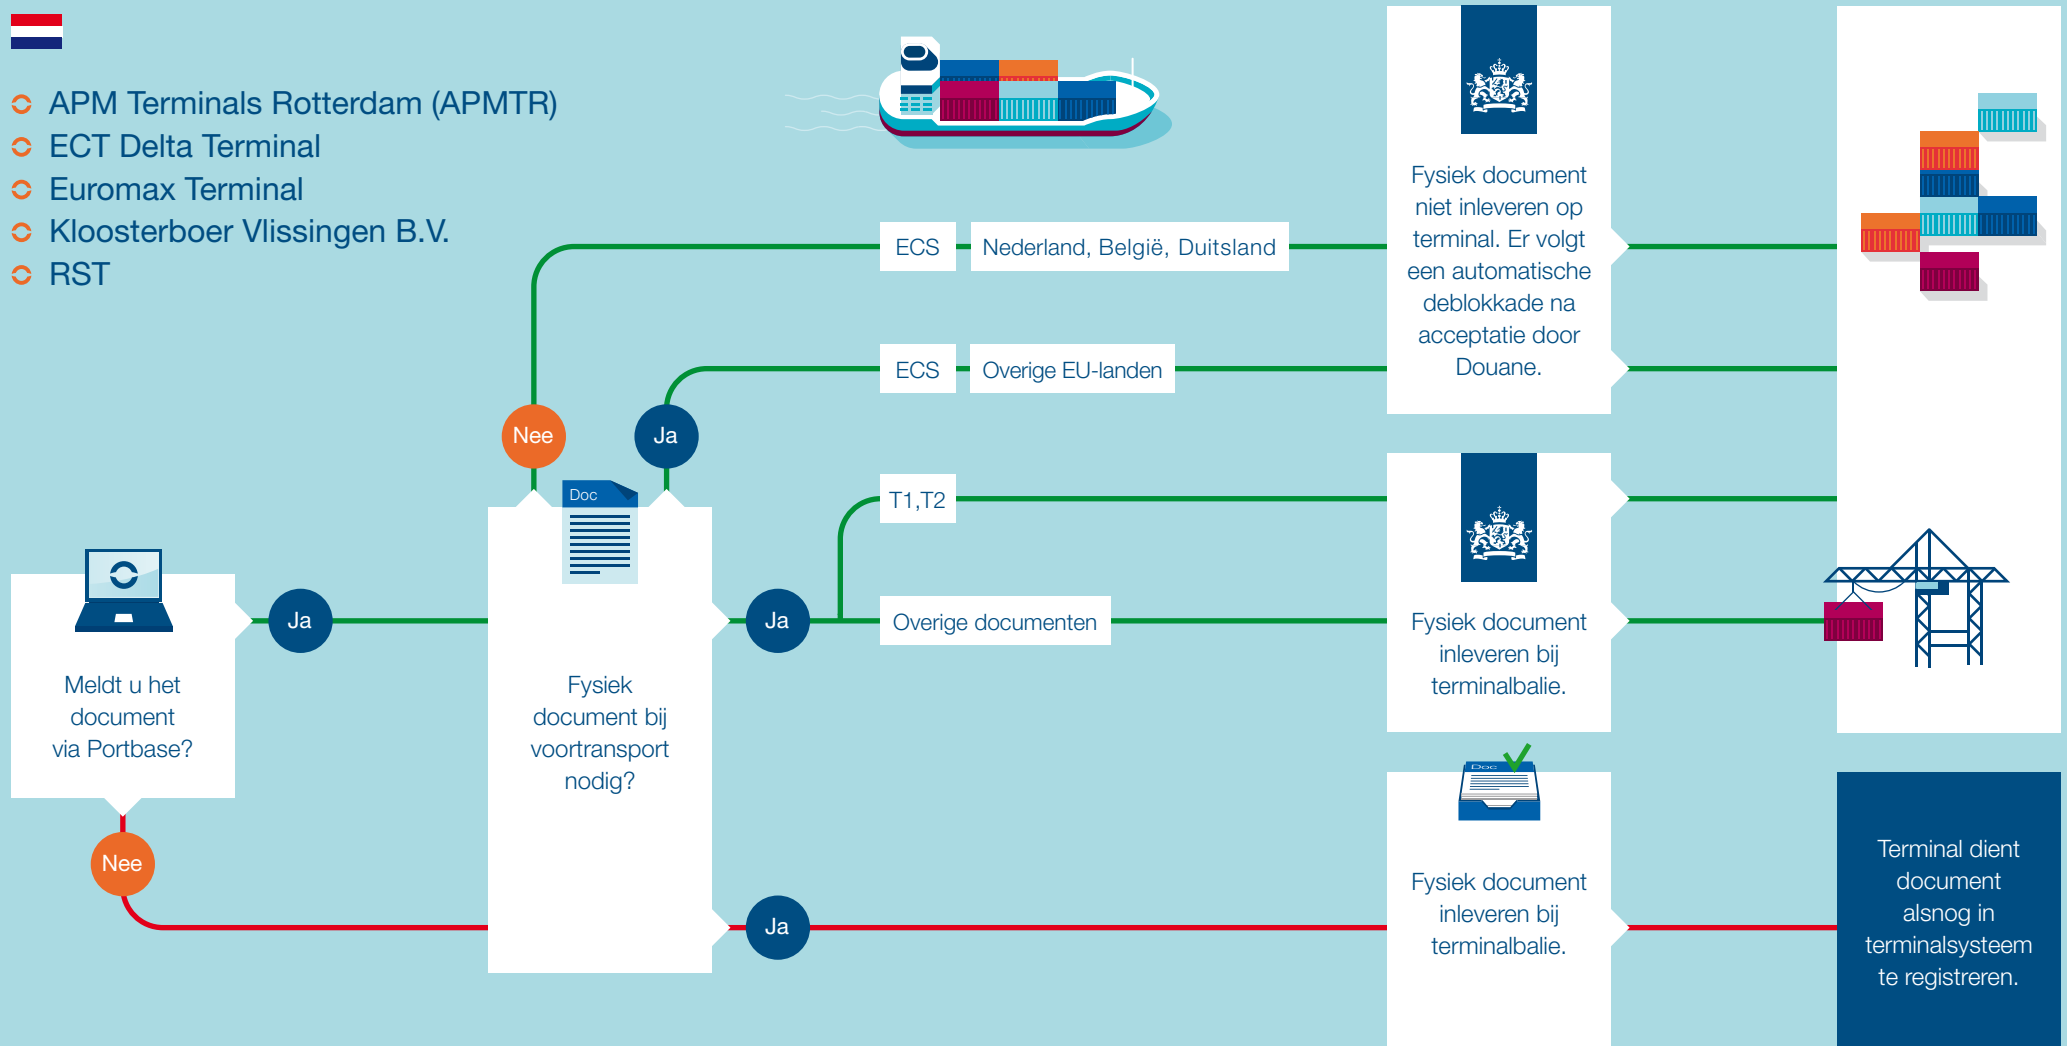 APM Terminals Rotterdam (APMTR)
ECT Delta Terminal
Euromax Terminal
Kloosterboer Vlissingen B.V.
RST
Meldt u het
document
via Portbase?
Ja
Nee
Doc
Fysiek
document bij
voortransport
nodig?
Nee
Ja
Ja
Ja
ECS
Nederland, België, Duitsland
ECS
Overige EU-landen
T1,T2
Overige documenten
Fysiek document
niet inleveren op
terminal. Er volgt
een automatische
deblokkade na
acceptatie door
Douane.
Fysiek document
inleveren bij
terminalbalie.
Doc
Fysiek document
inleveren bij
terminalbalie.
Terminal dient
document
alsnog in
terminalsysteem
te registreren.